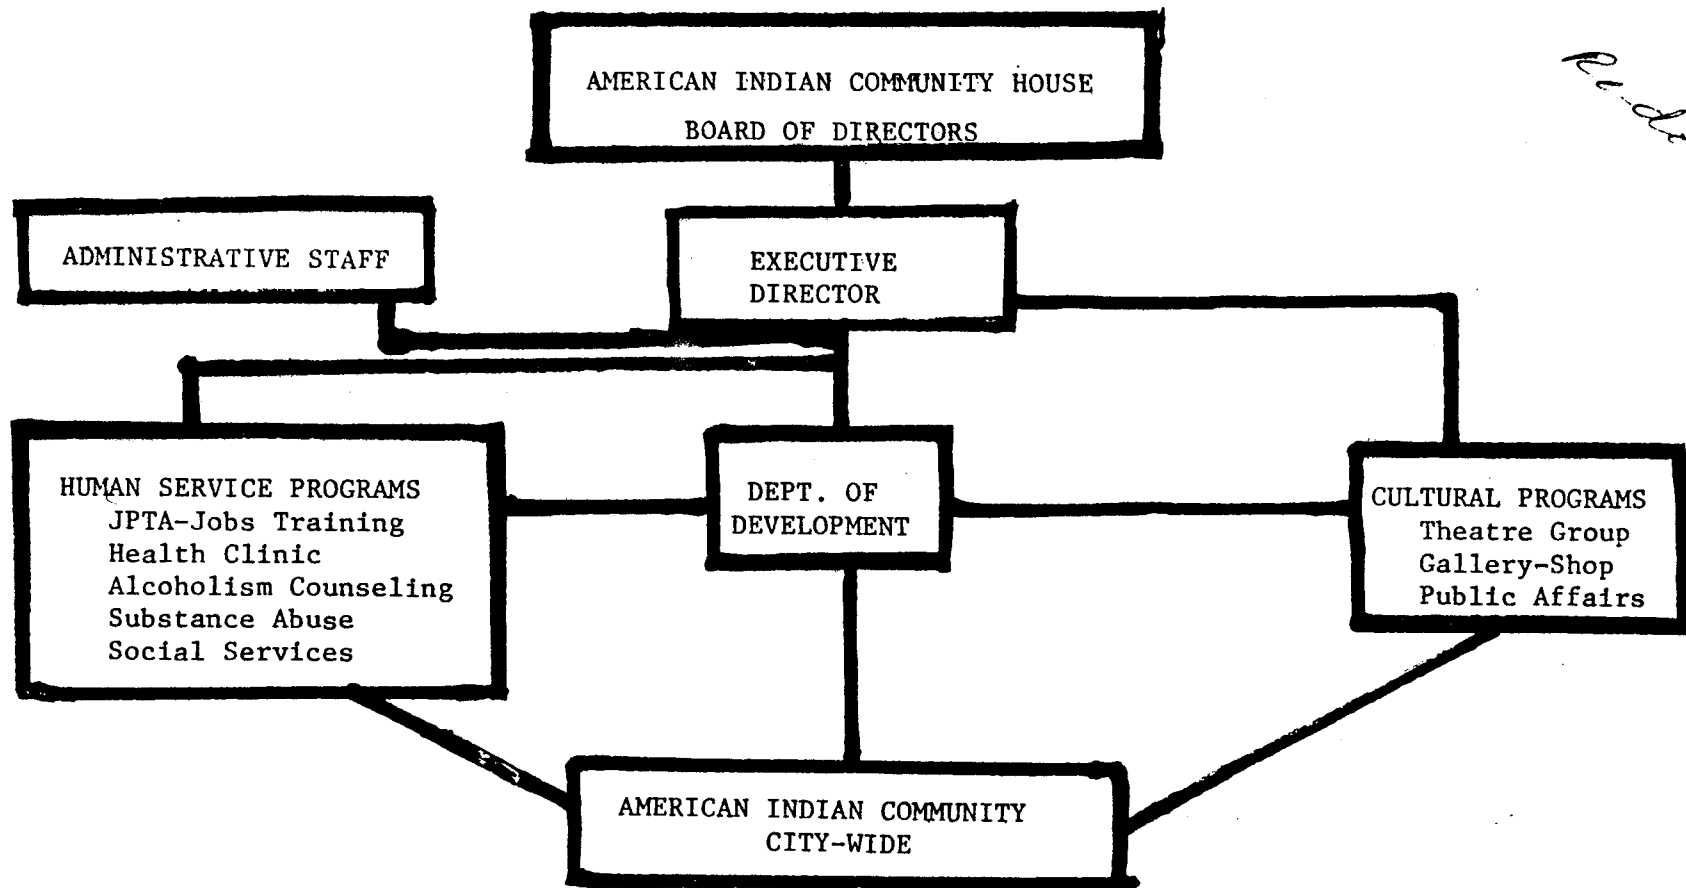 AMERICAN INDIAN COMMUNITY HOUSE
BOARD OF DIRECTORS
ADMINISTRATIVE STAFF
EXECUTIVE
DIRECTOR
HUMAN SERVICE PROGRAMS
JPTA-Jobs Training
Health Clinic
Alcoholism Counseling
Substance Abuse
Social Services
DEPT. OF
DEVELOPMENT
CULTURAL PROGRAMS
Theatre Group
Gallery-Shop
Public Affairs
AMERICAN INDIAN COMMUNITY
CITY-WIDE